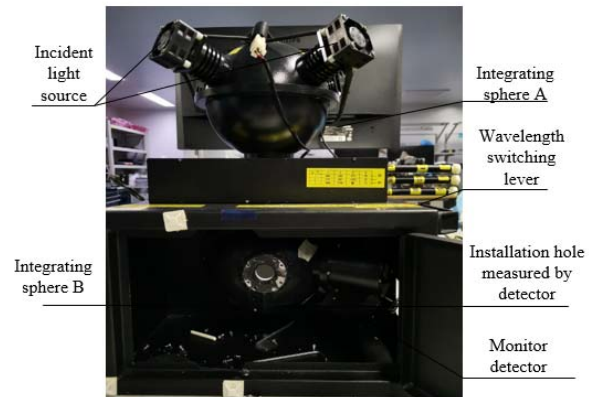 Incident
light
source
Integrating
sphere A
Wavelength
switching
lever
Integrating
sphere B
Installation hole
measured by
detector
Monitor
detector